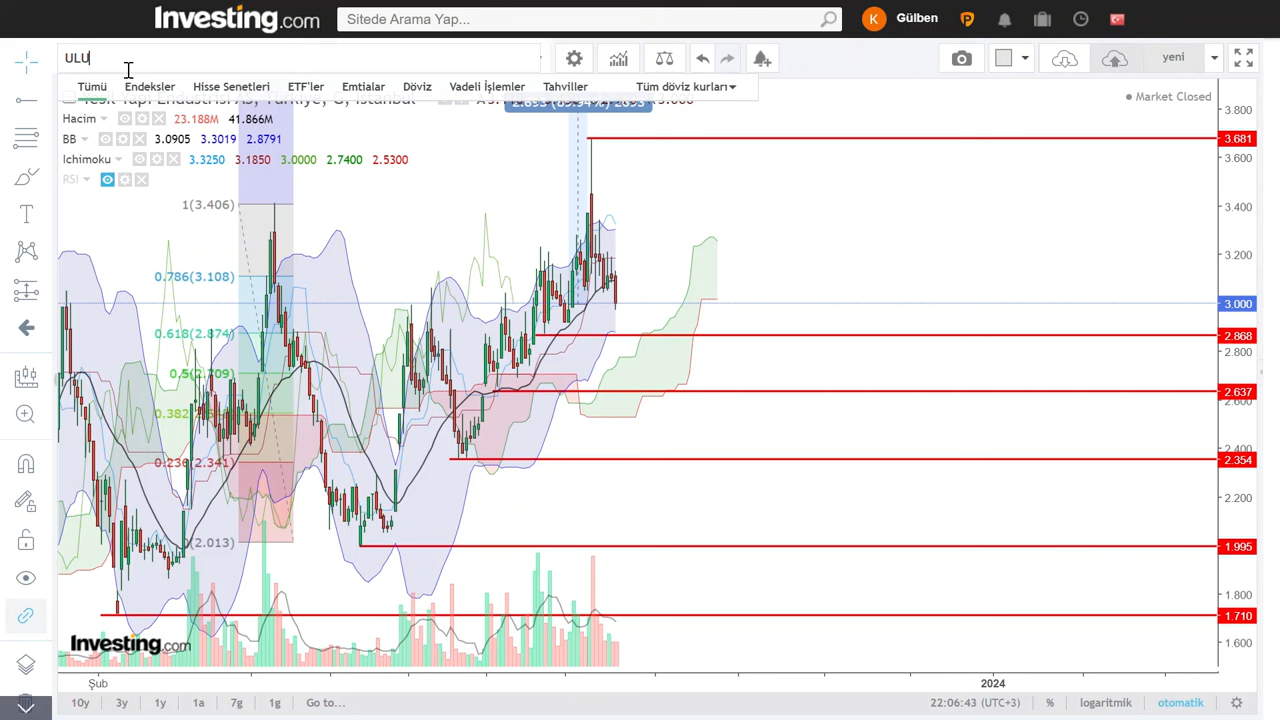 Investing.com
Sitede Arama Yap...
K
Gülben
ULU
yeni
Tümü
Endeksler
Hisse Senetleri
ETF'ler
Emtialar
Döviz
Vadeli İşlemler
Tahviller
Tüm döviz kurları
Market Closed
Hacim 23.188M 41.866M
BB 3.0905 3.3019 2.8791
Ichimoku 3.3250 3.1850 3.0000 2.7400 2.5300
RSI
1(3.406)
0.786(3.108)
0.618(2.874)
0.5(2.709)
0.236(2.341)
3.800
3.681
3.600
3.400
3.200
3.000
2.868
2.800
2.637
2.400
2.354
2.200
1.995
1.800
1.710
1.600
Investing.com
Şub
2024
10y
3y
1y
1a
7g
1g
Go to...
22:06:43 (UTC+3)
%
logaritmik
otomatik